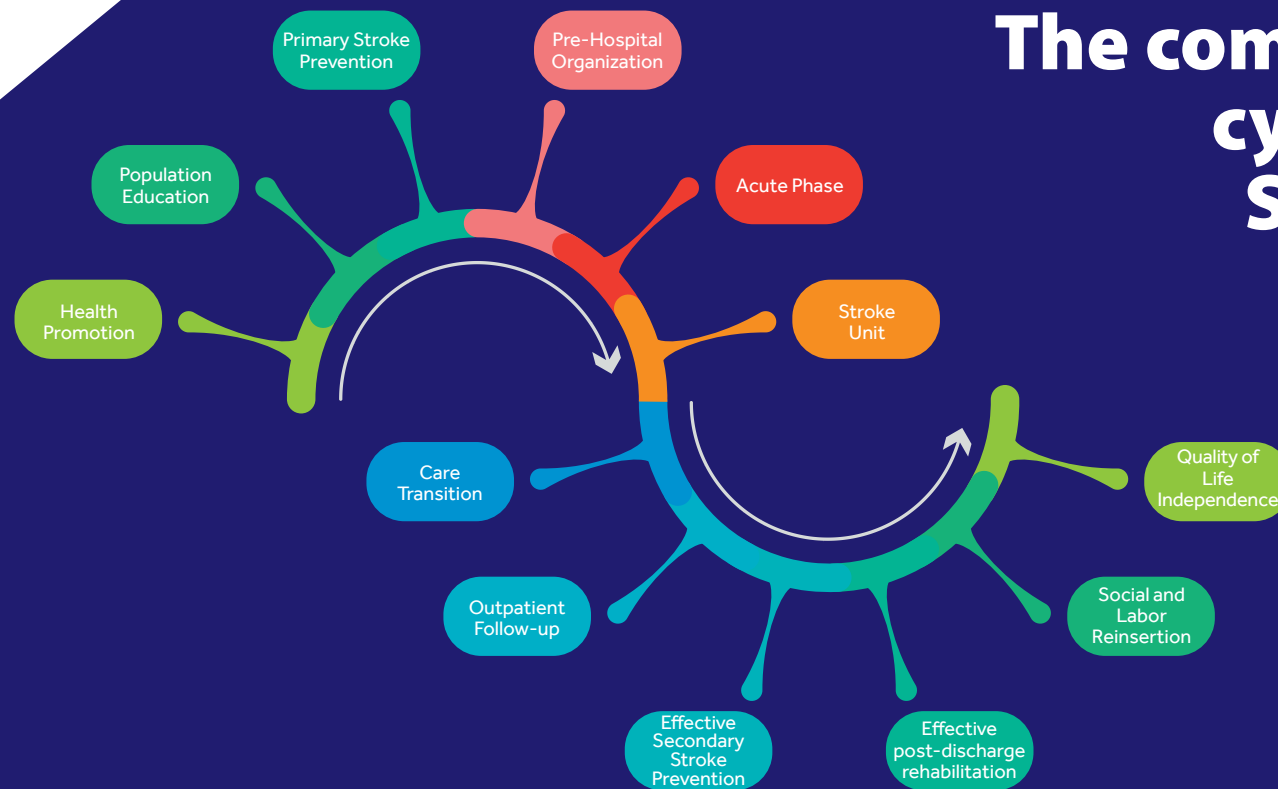 The com
cy
S
Primary Stroke
Prevention
Pre-Hospital
Organization
Population
Education
Acute Phase
Health
Promotion
Stroke
Unit
Care
Transition
Quality of
Life
Independence
Outpatient
Follow-up
Social and
Labor
Reinsertion
Effective
Secondary
Stroke
Prevention
Effective
post-discharge
rehabilitation